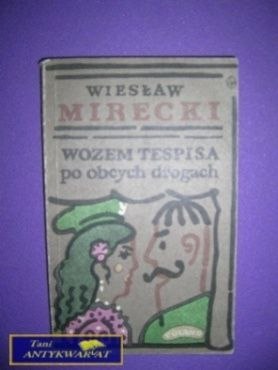 WIESŁAW
MIRECKI
WOZEM TESPISA
po obcych drogach
Tani
ANTYKWARIAT